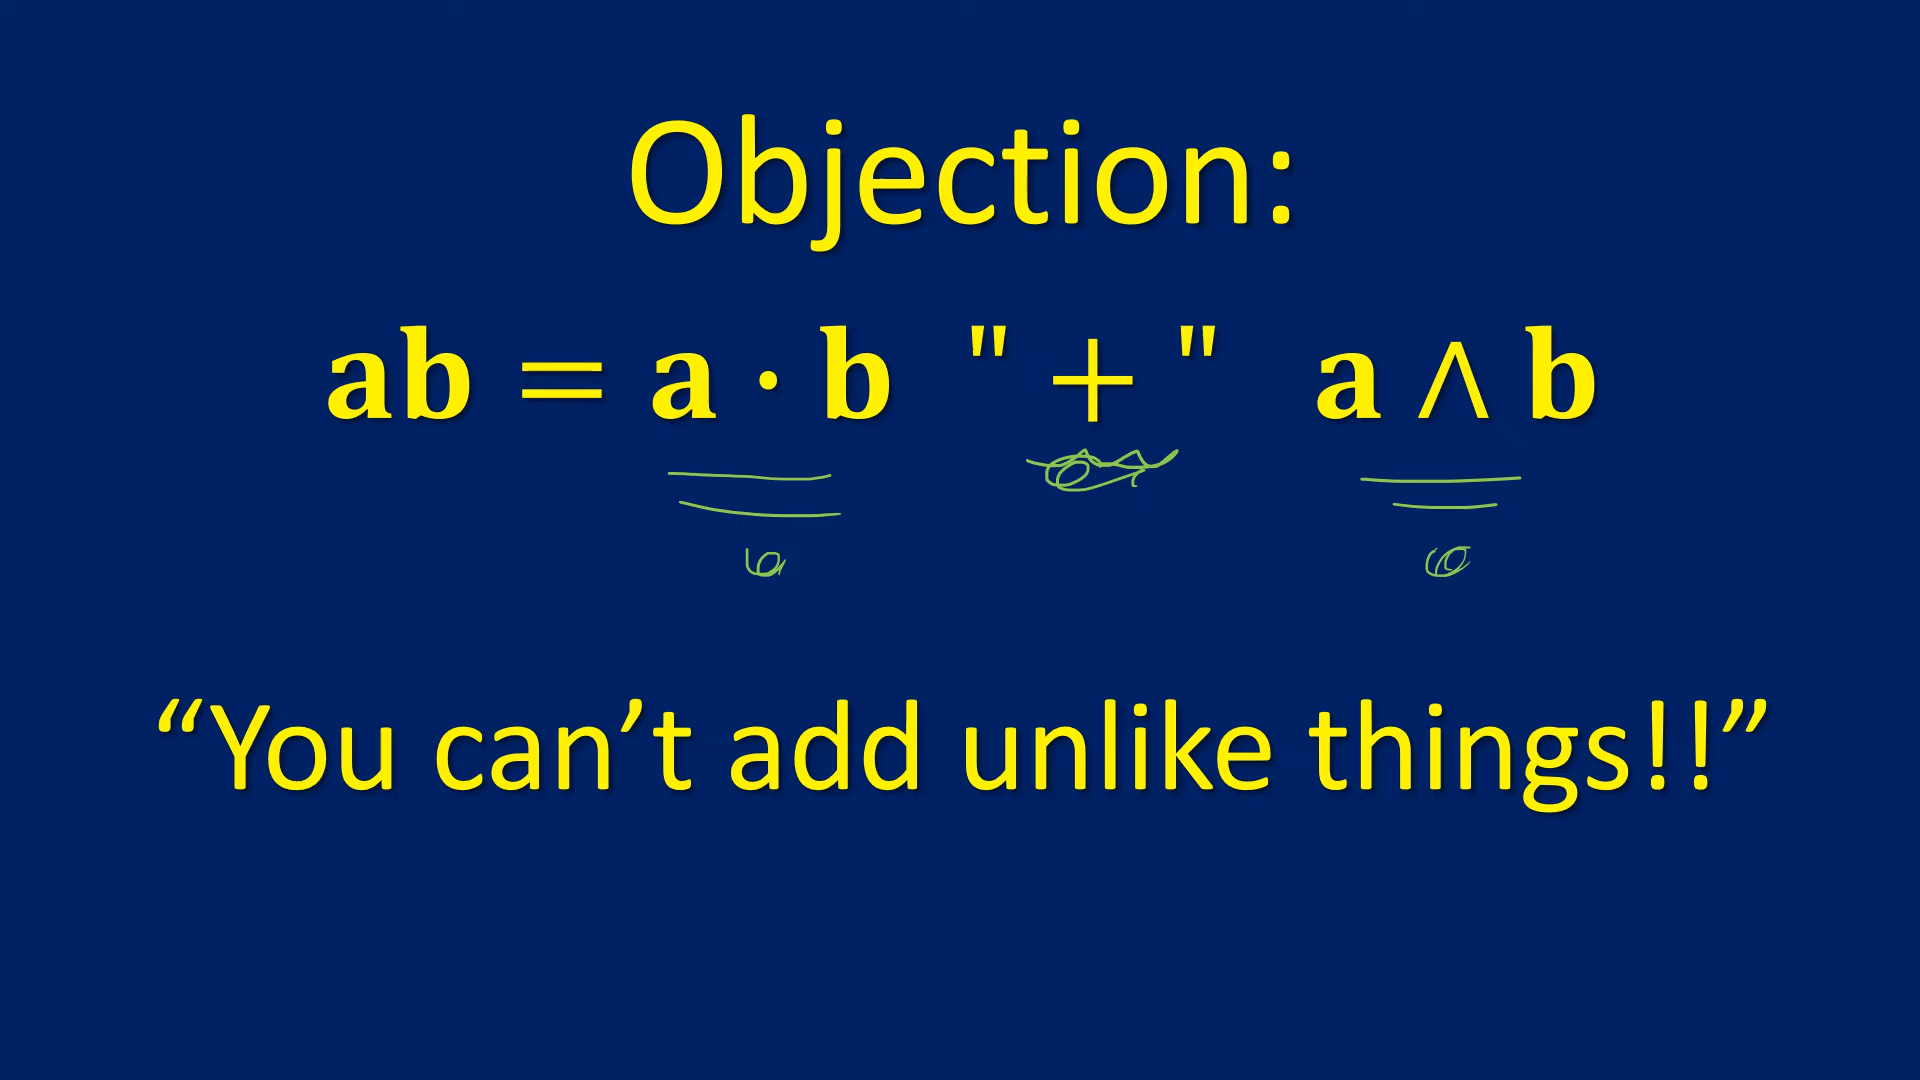 Objection:
ab = a · b "+" a ∧ b
“You can’t add unlike things!!”